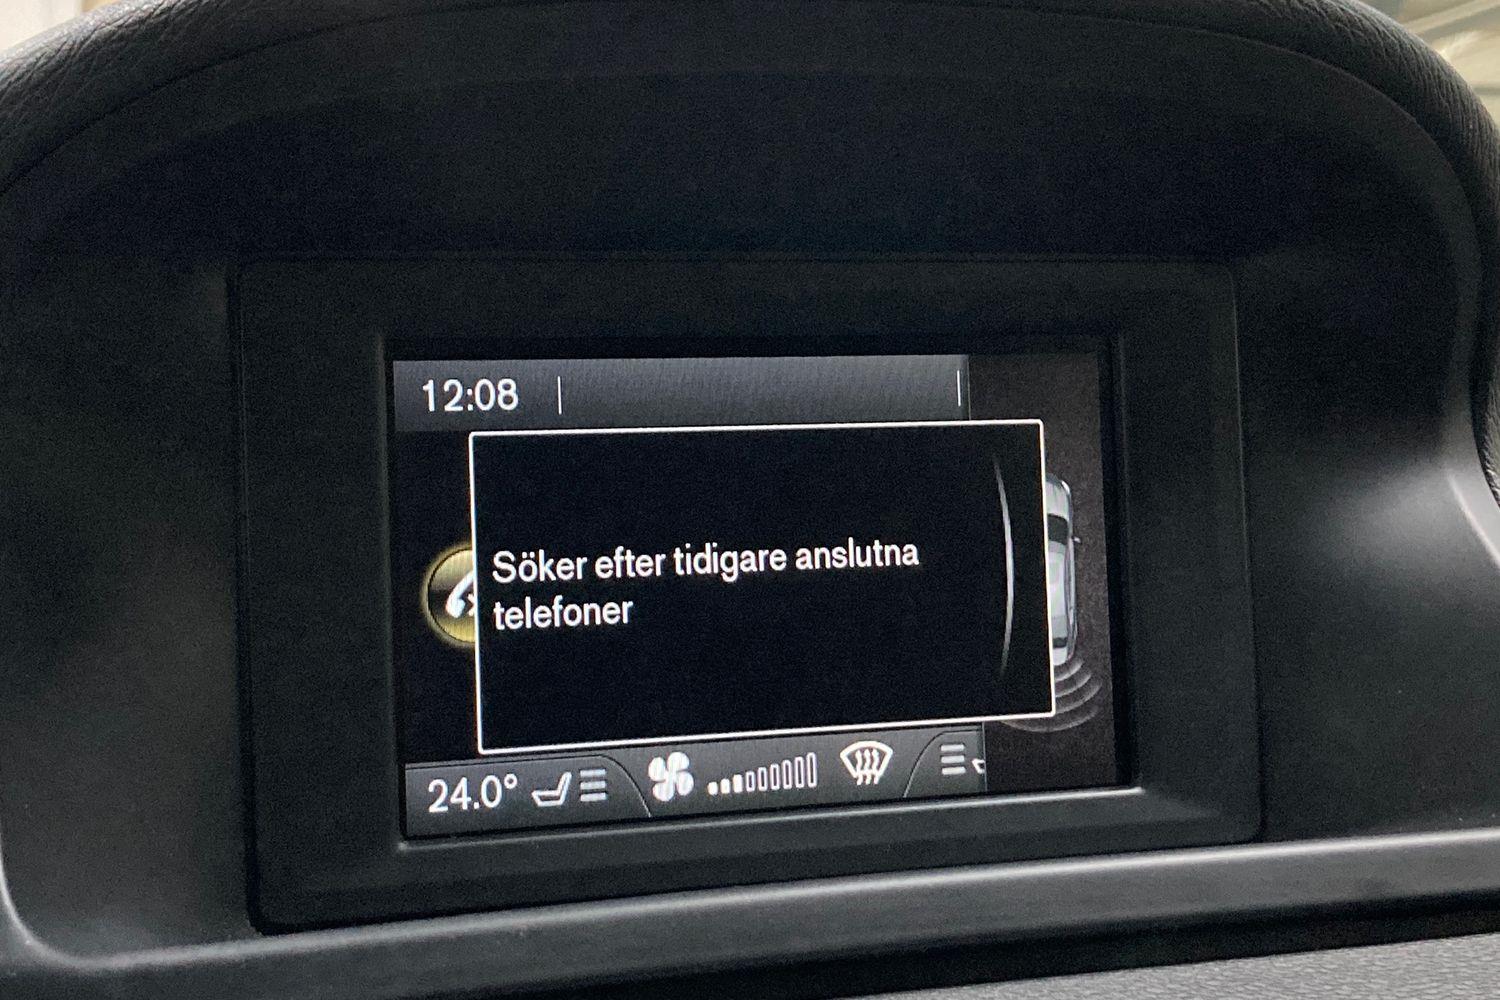 12:08
Söker efter tidigare anslutna
telefoner
24.0°